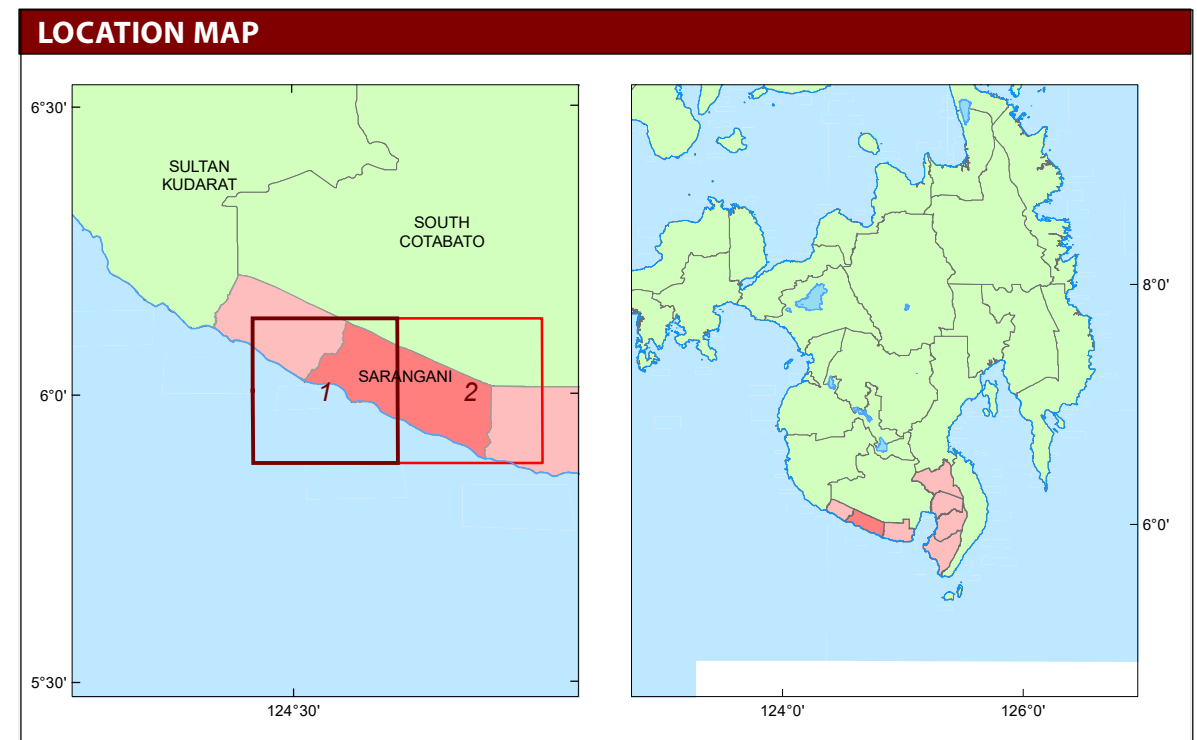 LOCATION MAP
6°30'
SULTAN
KUDARAT
SOUTH
COTABATO
SARANGANI
1
2
6°0'
5°30'
124°30'
8°0'
6°0'
124°0'
126°0'